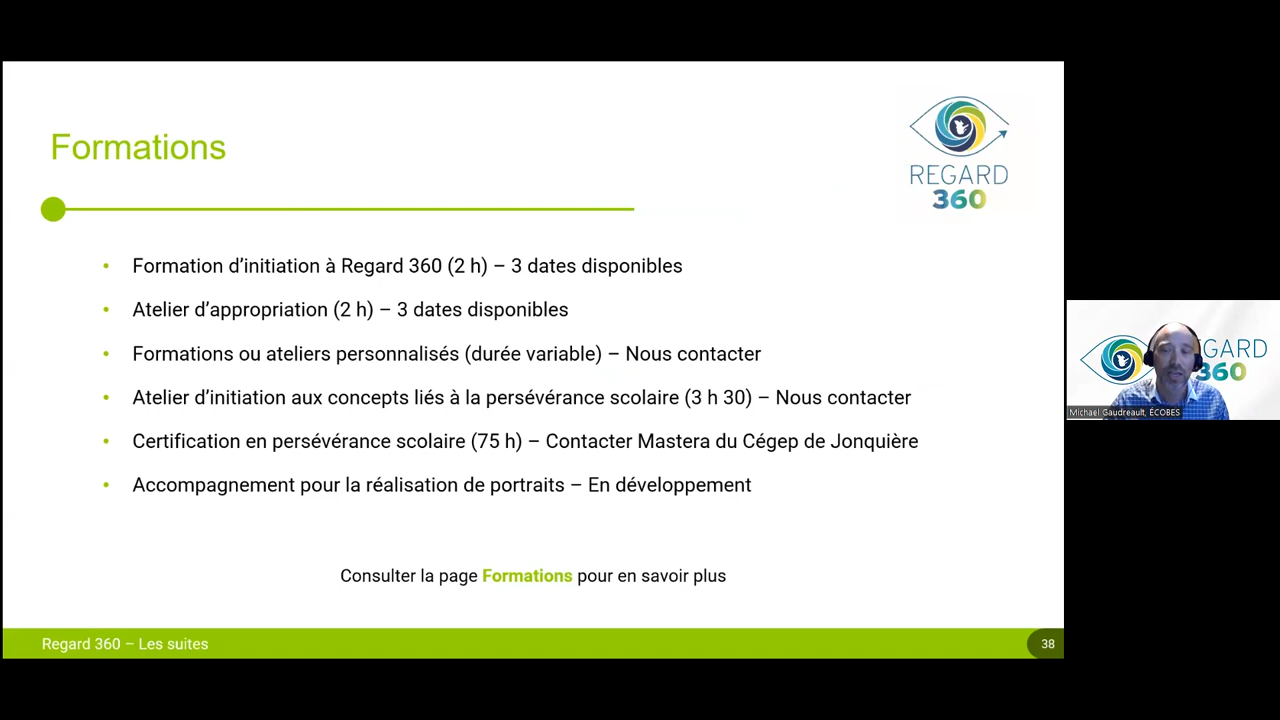 Formations
REGARD
360
• Formation d’initiation à Regard 360 (2 h) – 3 dates disponibles
• Atelier d’appropriation (2 h) – 3 dates disponibles
• Formations ou ateliers personnalisés (durée variable) – Nous contacter
• Atelier d’initiation aux concepts liés à la persévérance scolaire (3 h 30) – Nous contacter
• Certification en persévérance scolaire (75 h) – Contacter Mastera du Cégep de Jonquière
• Accompagnement pour la réalisation de portraits – En développement
Consulter la page Formations pour en savoir plus
Regard 360 – Les suites
38
GARD
360
Michael Gaudreault, ÉCOBES